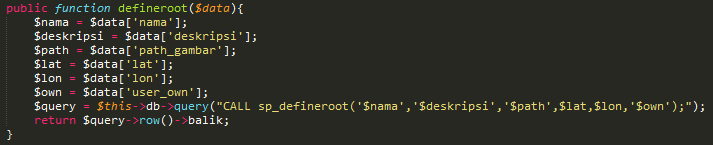 public function defineroot($data){
    $nama = $data['nama'];
    $deskripsi = $data['deskripsi'];
    $path = $data['path_gambar'];
    $lat = $data['lat'];
    $lon = $data['lon'];
    $own = $data['user_own'];
    $query = $this->db->query("CALL sp_defineroot('$nama','$deskripsi','$path',$lat,$lon,'$own');");
    return $query->row()->balik;
}